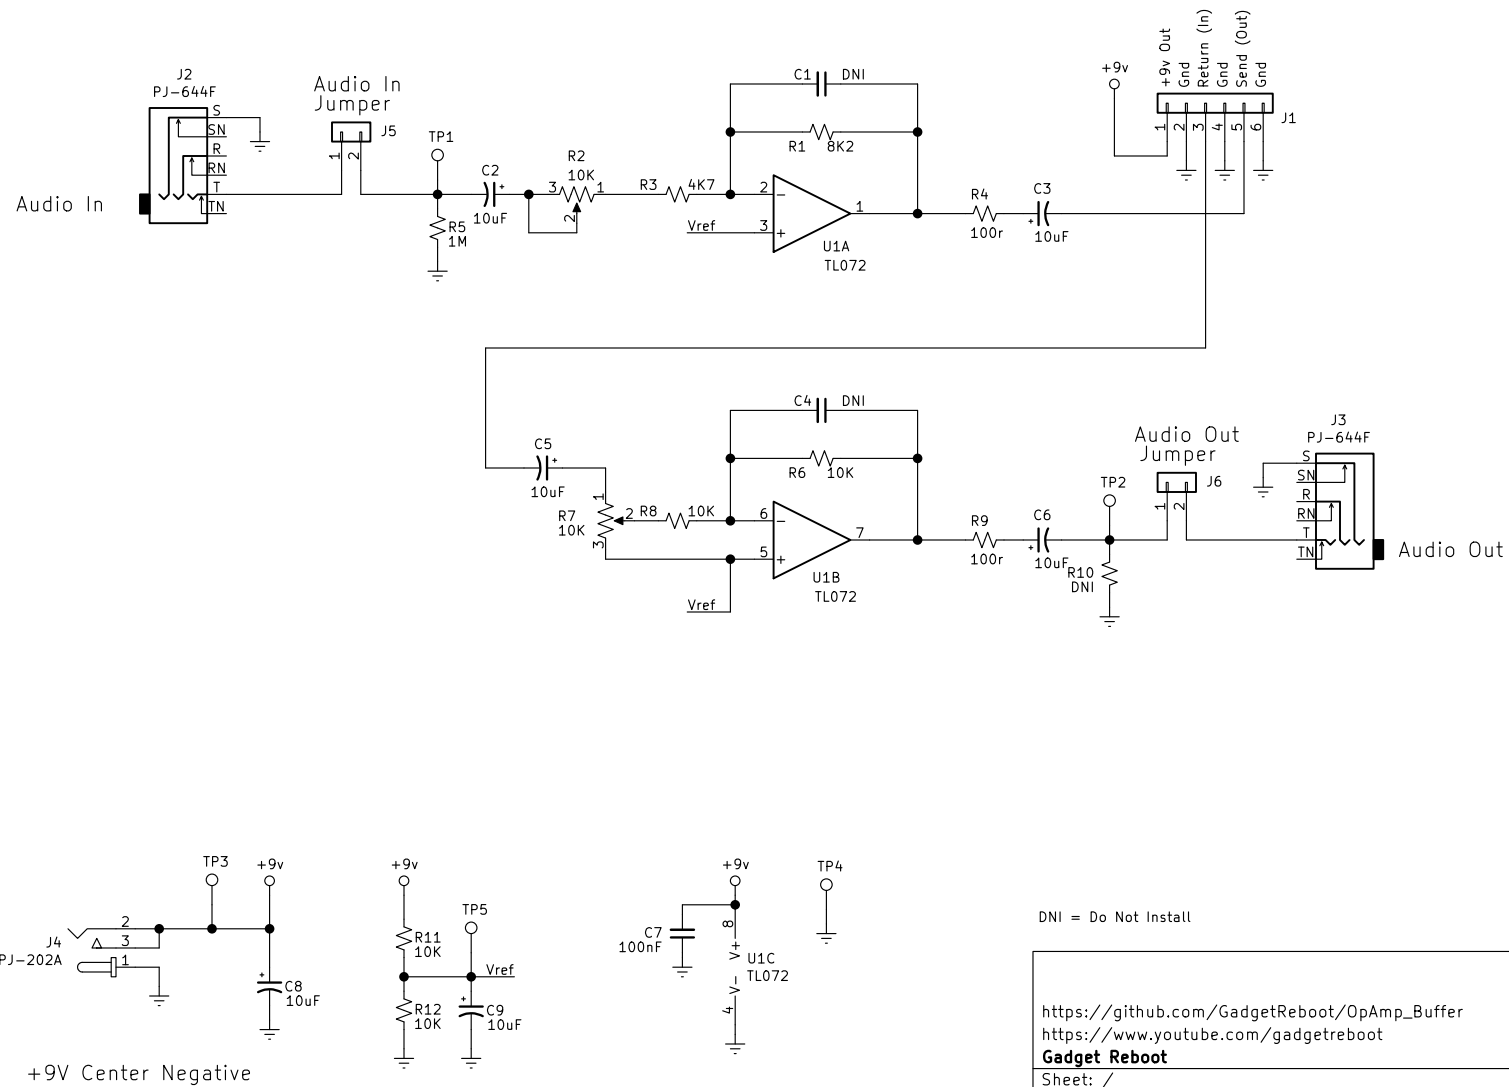 J2
PJ-644F
S
SN
R
RN
T
TN
Audio In
Audio In
Jumper
J5
1
2
TP1
R5
1M
C2
+
10uF
R2
10K
3
1
2
R3
4K7
C1
DNI
R1
8K2
2
−
3
+
1
Vref
U1A
TL072
R4
100r
C3
+
10uF
+9v
+9v Out
Gnd
Return (In)
Gnd
Send (Out)
Gnd
J1
1
2
3
4
5
6
C5
+
10uF
1
R7
10K
2
3
R8
10K
C4
DNI
R6
10K
6
−
5
+
7
Vref
U1B
TL072
R9
100r
C6
+
10uF
TP2
R10
DNI
Audio Out
Jumper
J6
1
2
J3
PJ-644F
S
SN
R
RN
T
TN
Audio Out
TP3
+9v
2
3
1
J4
PJ-202A
+
C8
10uF
+9V Center Negative
+9v
R11
10K
TP5
Vref
R12
10K
+
C9
10uF
+9v
C7
100nF
8
V+
V−
4
U1C
TL072
TP4
DNI = Do Not Install
https://github.com/GadgetReboot/OpAmp_Buffer
https://www.youtube.com/gadgetreboot
Gadget Reboot
Sheet: /